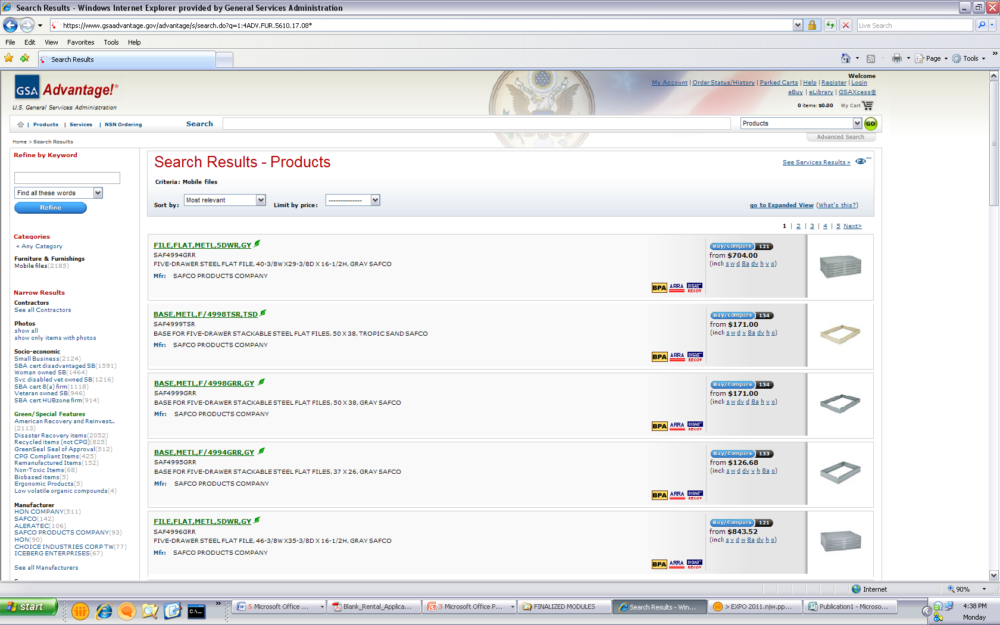 Search Results - Windows Internet Explorer provided by General Services Administration
https://www.gsaadvantage.gov/advantage/s/search.do?q=1:4ADV.FUR.5610.17.08*
Live Search
File Edit View Favorites Tools Help
Search Results
Page Tools
GSA Advantage!®
U.S. General Services Administration
Welcome
My Account | Order Status/History | Parked Carts | Help | Register | Login
eBuy | eLibrary | GSAXcess®
0 items: $0.00 My Cart
| Products | Services | NSN Ordering
Search
Products
GO
Advanced Search
Home > Search Results
Refine by Keyword
Find all these words
Refine
Categories
« Any Category
Furniture & Furnishings
Mobile files(2185)
Narrow Results
Contractors
See all Contractors
Photos
show all
show only items with photos
Socio-economic
Small Business(2124)
SBA cert disadvantaged SB(1591)
Woman owned SB(1464)
Svc disabled vet owned SB(1216)
SBA cert 8(a) firm(1118)
Veteran owned SB(946)
SBA cert HUBzone firm(914)
Green/Special Features
American Recovery and Reinvest...
(2113)
Disaster Recovery items(2052)
Recycled items (not CPG)(825)
GreenSeal Seal of Approval(512)
CPG Compliant Items(425)
Remanufactured Items(152)
Non-Toxic Items(68)
Biobased items(5)
Ergonomic Products(5)
Low volatile organic compounds(4)
Manufacturer
HON COMPANY(511)
SAFCO(142)
ALERATEC(106)
SAFCO PRODUCTS COMPANY(93)
HON(90)
CHOICE INDUSTRIES CORP TW(77)
ICEBERG ENTERPRISES(67)
See all Manufacturers
Search Results - Products
See Services Results »
Criteria: Mobile files
Sort by: Most relevant Limit by price: --------------
go to Expanded View (What's this?)
1 | 2 | 3 | 4 | 5 Next>
FILE,FLAT,METL,5DWR,GY
SAF4994GRR
FIVE-DRAWER STEEL FLAT FILE, 40-3/8W X29-3/8D X 16-1/2H, GRAY SAFCO
Mfr: SAFCO PRODUCTS COMPANY
BPA ARRA DISAST RECOV
Buy/Compare 121
from $704.00
(incl: s w d 8a dv h v o)
BASE,METL,F/4998TSR,TSD
SAF4999TSR
BASE FOR FIVE-DRAWER STACKABLE STEEL FLAT FILES, 50 X 38, TROPIC SAND SAFCO
Mfr: SAFCO PRODUCTS COMPANY
BPA ARRA DISAST RECOV
Buy/Compare 134
from $171.00
(incl: s w d v 8a dv h o)
BASE,METL,F/4998GRR,GY
SAF4999GRR
BASE FOR FIVE-DRAWER STACKABLE STEEL FLAT FILES, 50 X 38, GRAY SAFCO
Mfr: SAFCO PRODUCTS COMPANY
BPA ARRA DISAST RECOV
Buy/Compare 134
from $171.00
(incl: s w dv d 8a h v o)
BASE,METL,F/4994GRR,GY
SAF4995GRR
BASE FOR FIVE-DRAWER STACKABLE STEEL FLAT FILES, 37 X 26, GRAY SAFCO
Mfr: SAFCO PRODUCTS COMPANY
BPA ARRA DISAST RECOV
Buy/Compare 133
from $126.68
(incl: s w d dv v h 8a o)
FILE,FLAT,METL,5DWR,GY
SAF4996GRR
FIVE-DRAWER STEEL FLAT FILE, 46-3/8W X35-3/8D X 16-1/2H, GRAY SAFCO
Mfr: SAFCO PRODUCTS COMPANY
BPA ARRA DISAST RECOV
Buy/Compare 121
from $843.52
(incl: s v d w 8a dv h o)
Internet 90%
start
5 Microsoft Office ...
Blank_Rental_Applica...
3 Microsoft Office P...
FINALIZED MODULES
Search Results - Win...
> EXPO 2011.njw.pp...
Publication1 - Microso...
4:38 PM
Monday